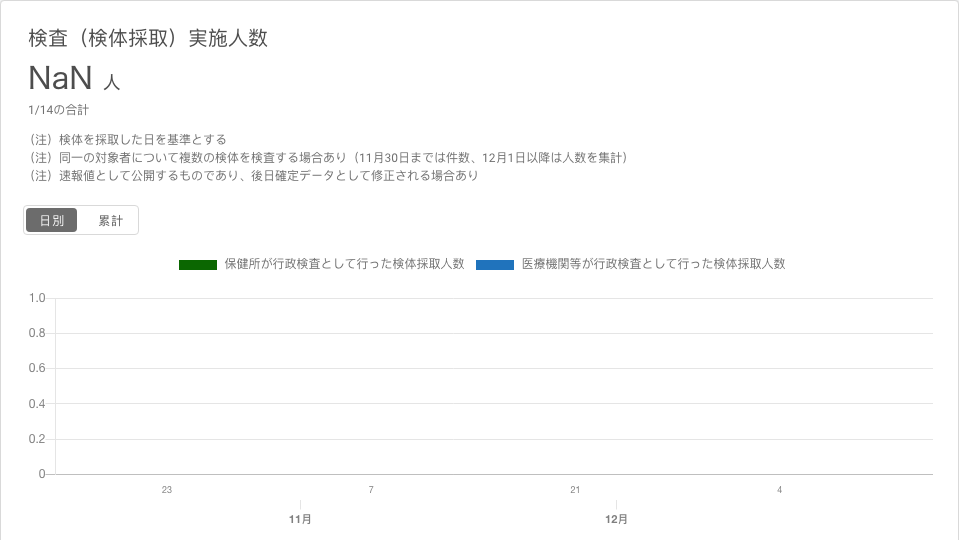 検査（検体採取）実施人数
NaN 人
1/14の合計
（注）検体を採取した日を基準とする
（注）同一の対象者について複数の検体を検査する場合あり（11月30日までは件数、12月1日以降は人数を集計）
（注）速報値として公開するものであり、後日確定データとして修正される場合あり
日別 累計
保健所が行政検査として行った検体採取人数 医療機関等が行政検査として行った検体採取人数
1.0
0.8
0.6
0.4
0.2
0
23 7 21 4
11月 12月